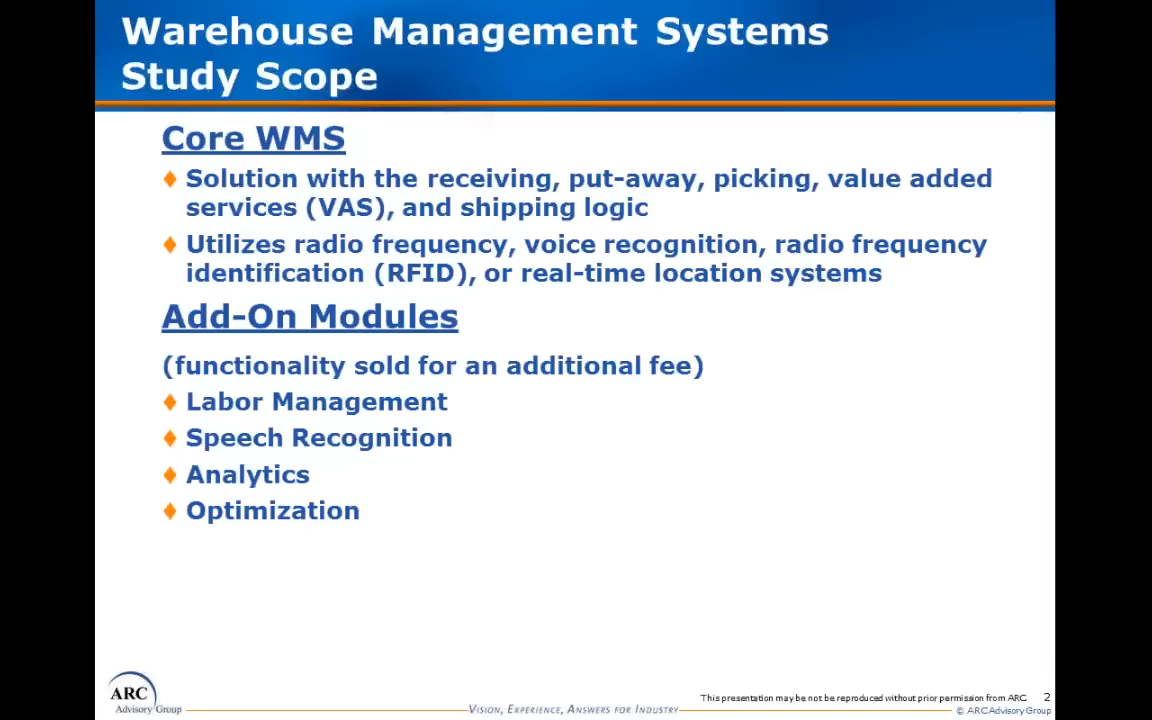 Warehouse Management Systems
Study Scope
Core WMS
Solution with the receiving, put-away, picking, value added
services (VAS), and shipping logic
Utilizes radio frequency, voice recognition, radio frequency
identification (RFID), or real-time location systems
Add-On Modules
(functionality sold for an additional fee)
Labor Management
Speech Recognition
Analytics
Optimization
ARC
Advisory Group
VISION, EXPERIENCE, ANSWERS FOR INDUSTRY
This presentation may be not be reproduced without prior permission from ARC 2
© ARC Advisory Group